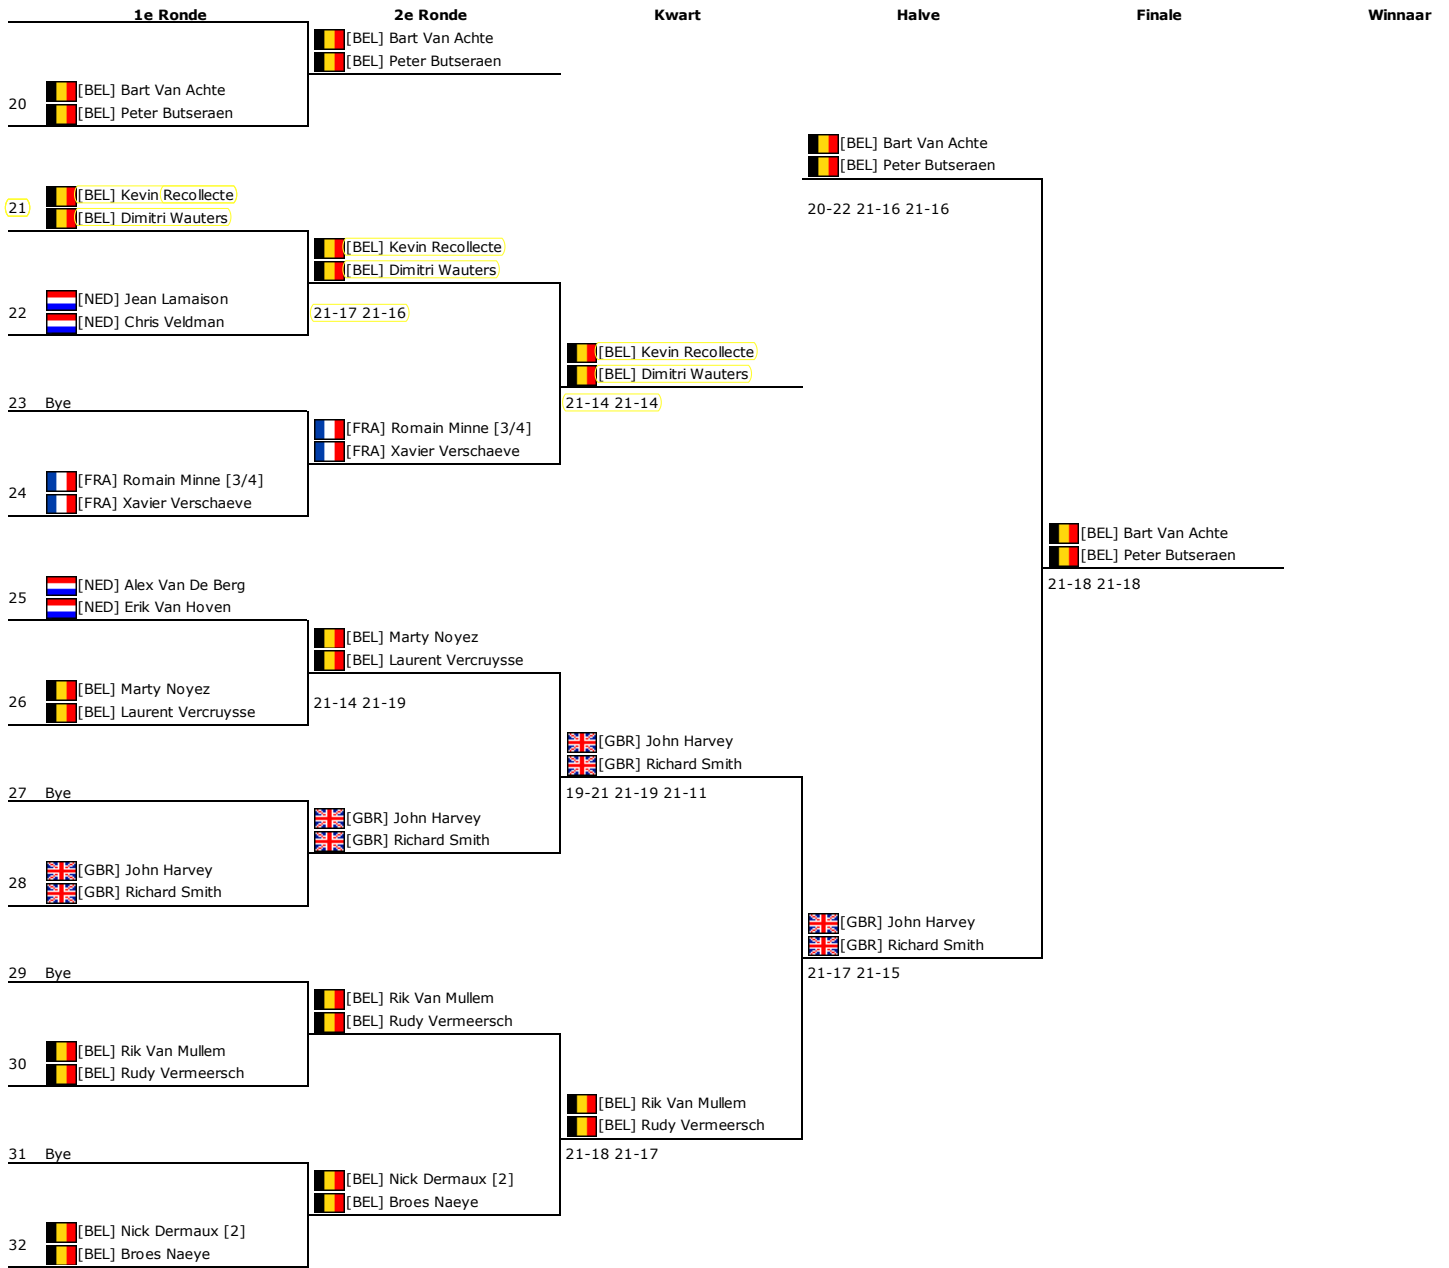 1e Ronde 2e Ronde Kwart Halve Finale Winnaar
[BEL] Bart Van Achte
[BEL] Peter Butseraen
20 [BEL] Bart Van Achte
[BEL] Peter Butseraen
[BEL] Bart Van Achte
[BEL] Peter Butseraen
20-22 21-16 21-16
21 [BEL] Kevin Recollecte
[BEL] Dimitri Wauters
[BEL] Kevin Recollecte
[BEL] Dimitri Wauters
21-17 21-16
22 [NED] Jean Lamaison
[NED] Chris Veldman
[BEL] Kevin Recollecte
[BEL] Dimitri Wauters
21-14 21-14
23 Bye
[FRA] Romain Minne [3/4]
[FRA] Xavier Verschaeve
24 [FRA] Romain Minne [3/4]
[FRA] Xavier Verschaeve
[BEL] Bart Van Achte
[BEL] Peter Butseraen
21-18 21-18
25 [NED] Alex Van De Berg
[NED] Erik Van Hoven
[BEL] Marty Noyez
[BEL] Laurent Vercruysse
21-14 21-19
26 [BEL] Marty Noyez
[BEL] Laurent Vercruysse
[GBR] John Harvey
[GBR] Richard Smith
19-21 21-19 21-11
27 Bye
[GBR] John Harvey
[GBR] Richard Smith
28 [GBR] John Harvey
[GBR] Richard Smith
[GBR] John Harvey
[GBR] Richard Smith
21-17 21-15
29 Bye
[BEL] Rik Van Mullem
[BEL] Rudy Vermeersch
30 [BEL] Rik Van Mullem
[BEL] Rudy Vermeersch
[BEL] Rik Van Mullem
[BEL] Rudy Vermeersch
21-18 21-17
31 Bye
[BEL] Nick Dermaux [2]
[BEL] Broes Naeye
32 [BEL] Nick Dermaux [2]
[BEL] Broes Naeye